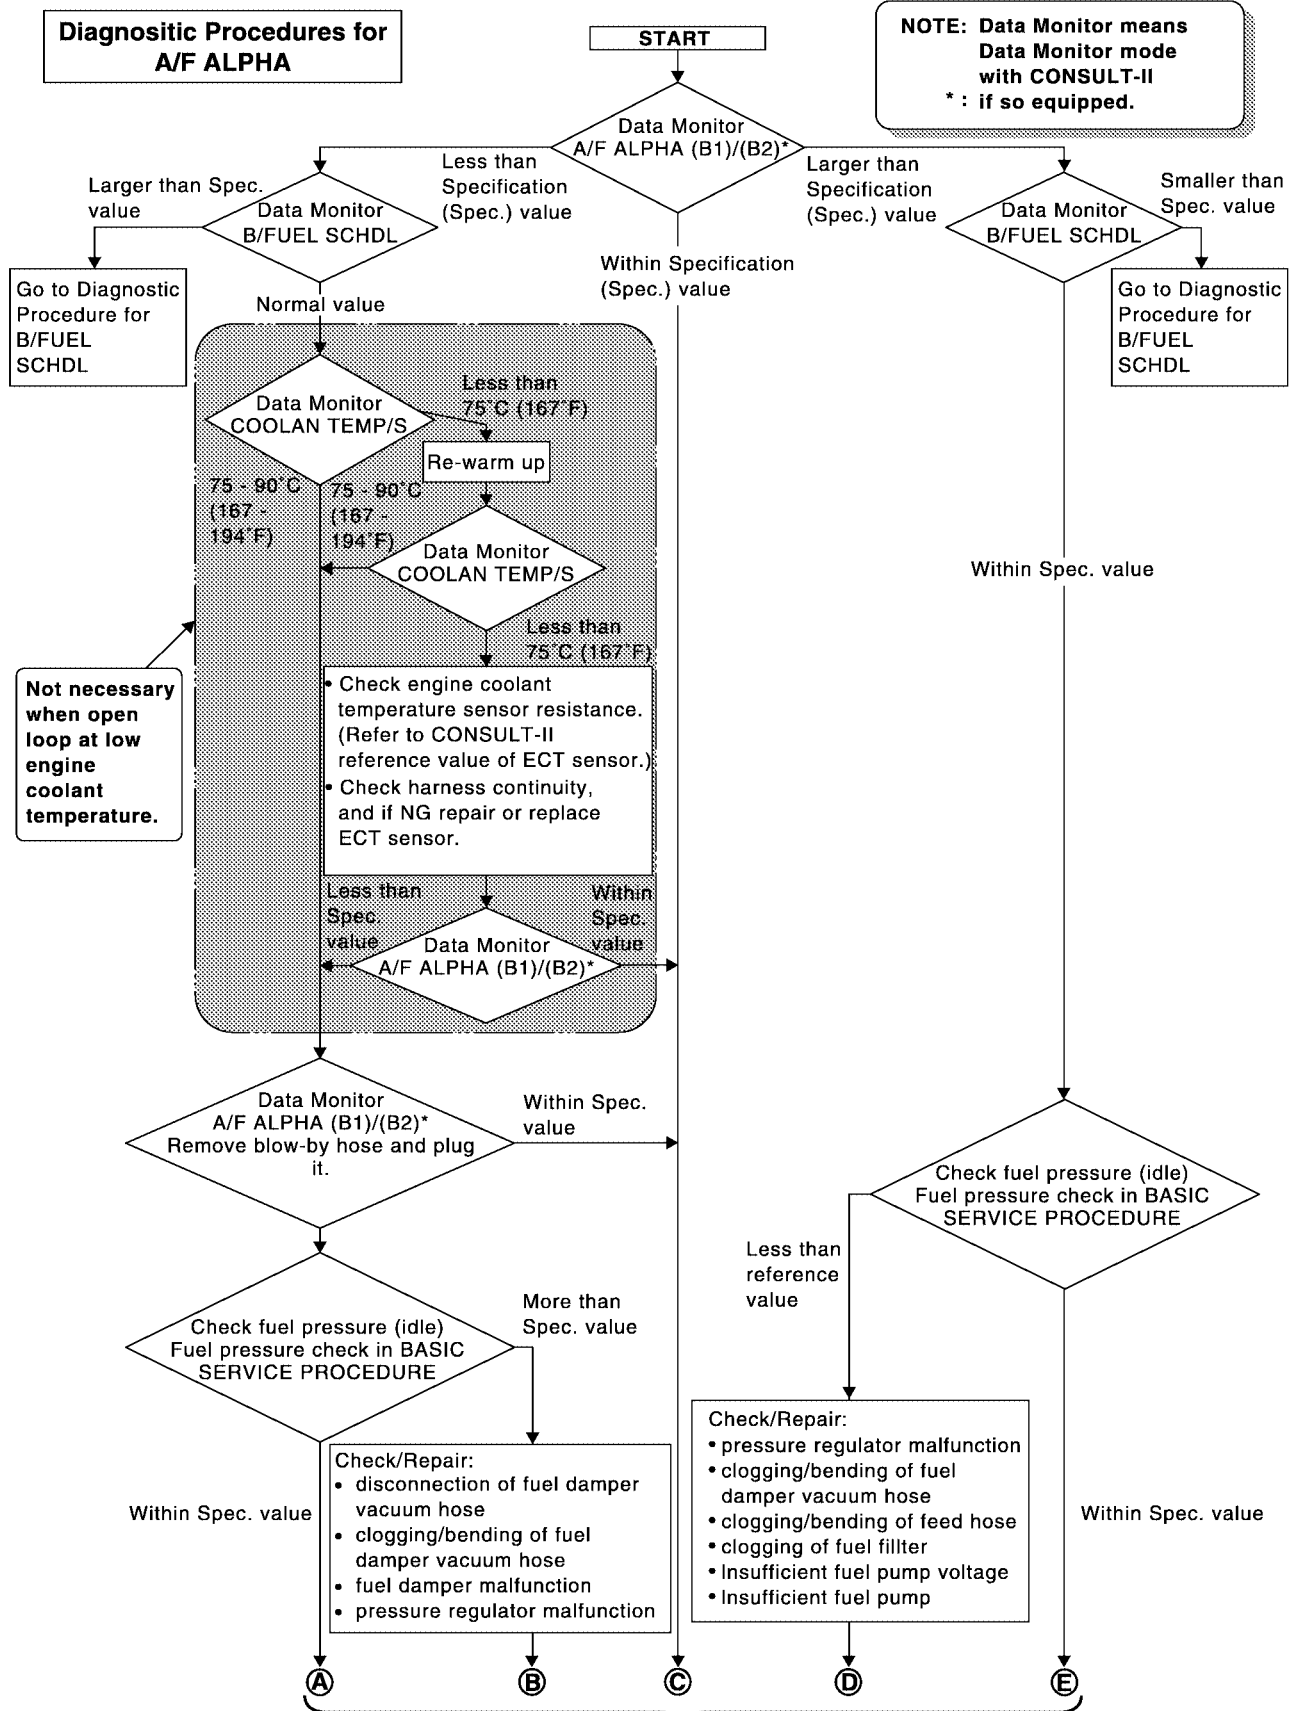 Diagnositic Procedures for
A/F ALPHA
START
NOTE: Data Monitor means
Data Monitor mode
with CONSULT-II
* : if so equipped.
Data Monitor
A/F ALPHA (B1)/(B2)*
Less than
Specification
(Spec.) value
Larger than
Specification
(Spec.) value
Within Specification
(Spec.) value
Larger than Spec.
value
Data Monitor
B/FUEL SCHDL
Go to Diagnostic
Procedure for
B/FUEL
SCHDL
Normal value
Data Monitor
B/FUEL SCHDL
Smaller than
Spec. value
Go to Diagnostic
Procedure for
B/FUEL
SCHDL
Data Monitor
COOLAN TEMP/S
Less than
75°C (167°F)
Re-warm up
75 - 90°C
(167 -
194°F)
75 - 90°C
(167 -
194°F)
Data Monitor
COOLAN TEMP/S
Within Spec. value
Less than
75°C (167°F)
Not necessary
when open
loop at low
engine
coolant
temperature.
• Check engine coolant
temperature sensor resistance.
(Refer to CONSULT-II
reference value of ECT sensor.)
• Check harness continuity,
and if NG repair or replace
ECT sensor.
Less than
Spec.
value
Within
Spec.
value
Data Monitor
A/F ALPHA (B1)/(B2)*
Data Monitor
A/F ALPHA (B1)/(B2)*
Remove blow-by hose and plug
it.
Within Spec.
value
Check fuel pressure (idle)
Fuel pressure check in BASIC
SERVICE PROCEDURE
Less than
reference
value
Check fuel pressure (idle)
Fuel pressure check in BASIC
SERVICE PROCEDURE
More than
Spec. value
Within Spec. value
Check/Repair:
• disconnection of fuel damper
vacuum hose
• clogging/bending of fuel
damper vacuum hose
• fuel damper malfunction
• pressure regulator malfunction
Check/Repair:
• pressure regulator malfunction
• clogging/bending of fuel
damper vacuum hose
• clogging/bending of feed hose
• clogging of fuel fillter
• Insufficient fuel pump voltage
• Insufficient fuel pump
Within Spec. value
A
B
C
D
E